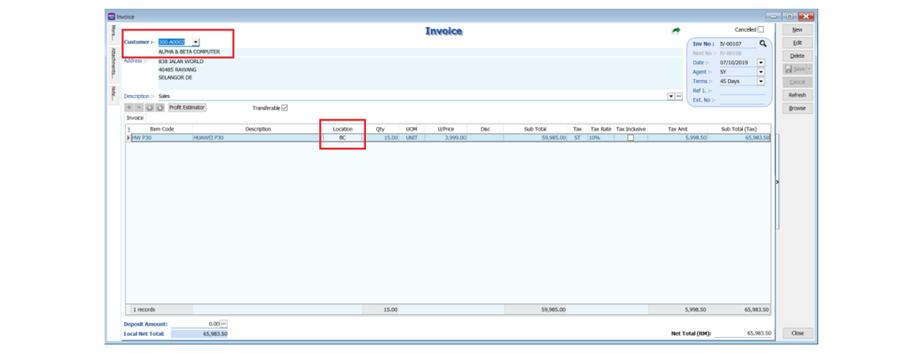 Invoice
Invoice
Cancelled
New
Customer :- 300-A0002
Inv No : IV-00107
Edit
ALPHA & BETA COMPUTER
Next No :- IV-00108
Delete
Address :- 838 JALAN WORLD
Date :- 07/10/2019
40485 RAWANG
Agent :- SY
Save
SELANGOR DE
Terms : 45 Days
Cancel
Ref 1. :-
Description :- Sales
Ext. No :-
Refresh
Profit Estimator
Transferable
Browse
Invoice
Item Code Description Location Qty UOM U/Price Disc Sub Total Tax Tax Rate Tax Inclusive Tax Amt Sub Total (Tax)
HW P30 HUAWEI P30 BC 15.00 UNIT 3,999.00 59,985.00 ST 10% 5,998.50 65,983.50
1 records 15.00 59,985.00 5,998.50 65,983.50
Deposit Amount: 0.00
Local Net Total: 65,983.50
Net Total (RM): 65,983.50
Close